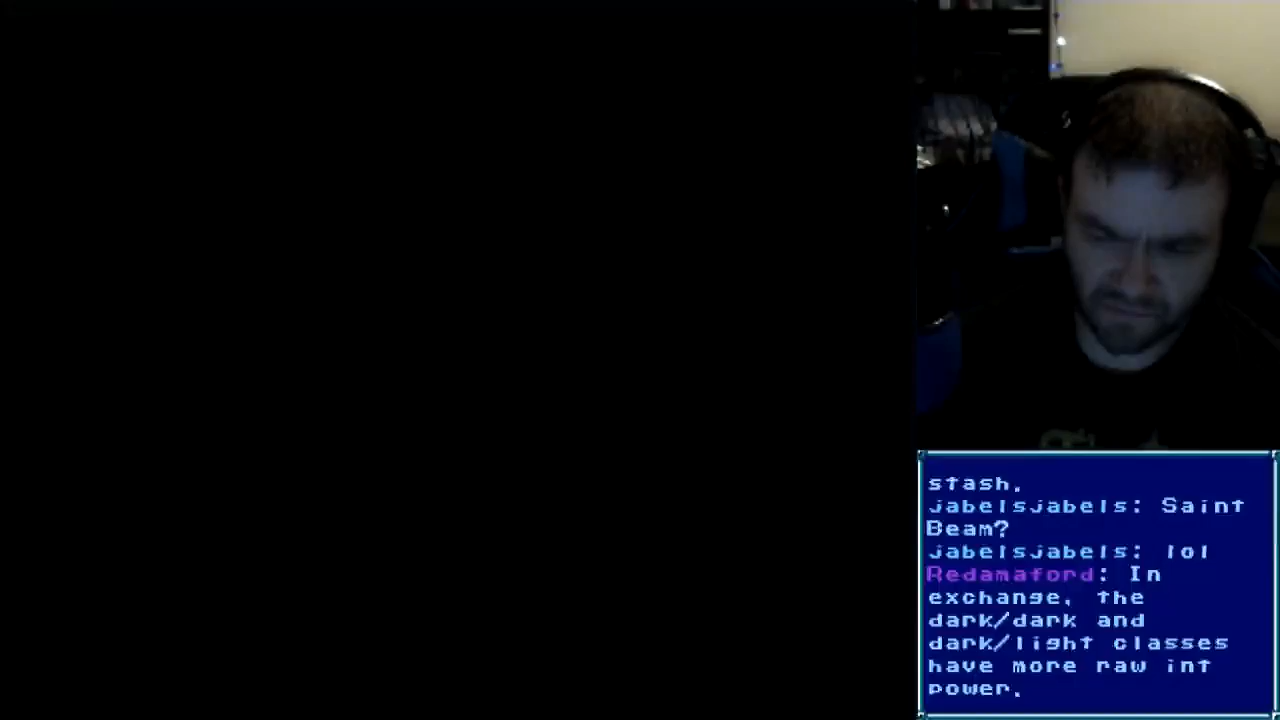 stash.
jabelsjabels: Saint
Beam?
jabelsjabels: lol
Redamaford: In
exchange, the
dark/dark and
dark/light classes
have more raw int
power.